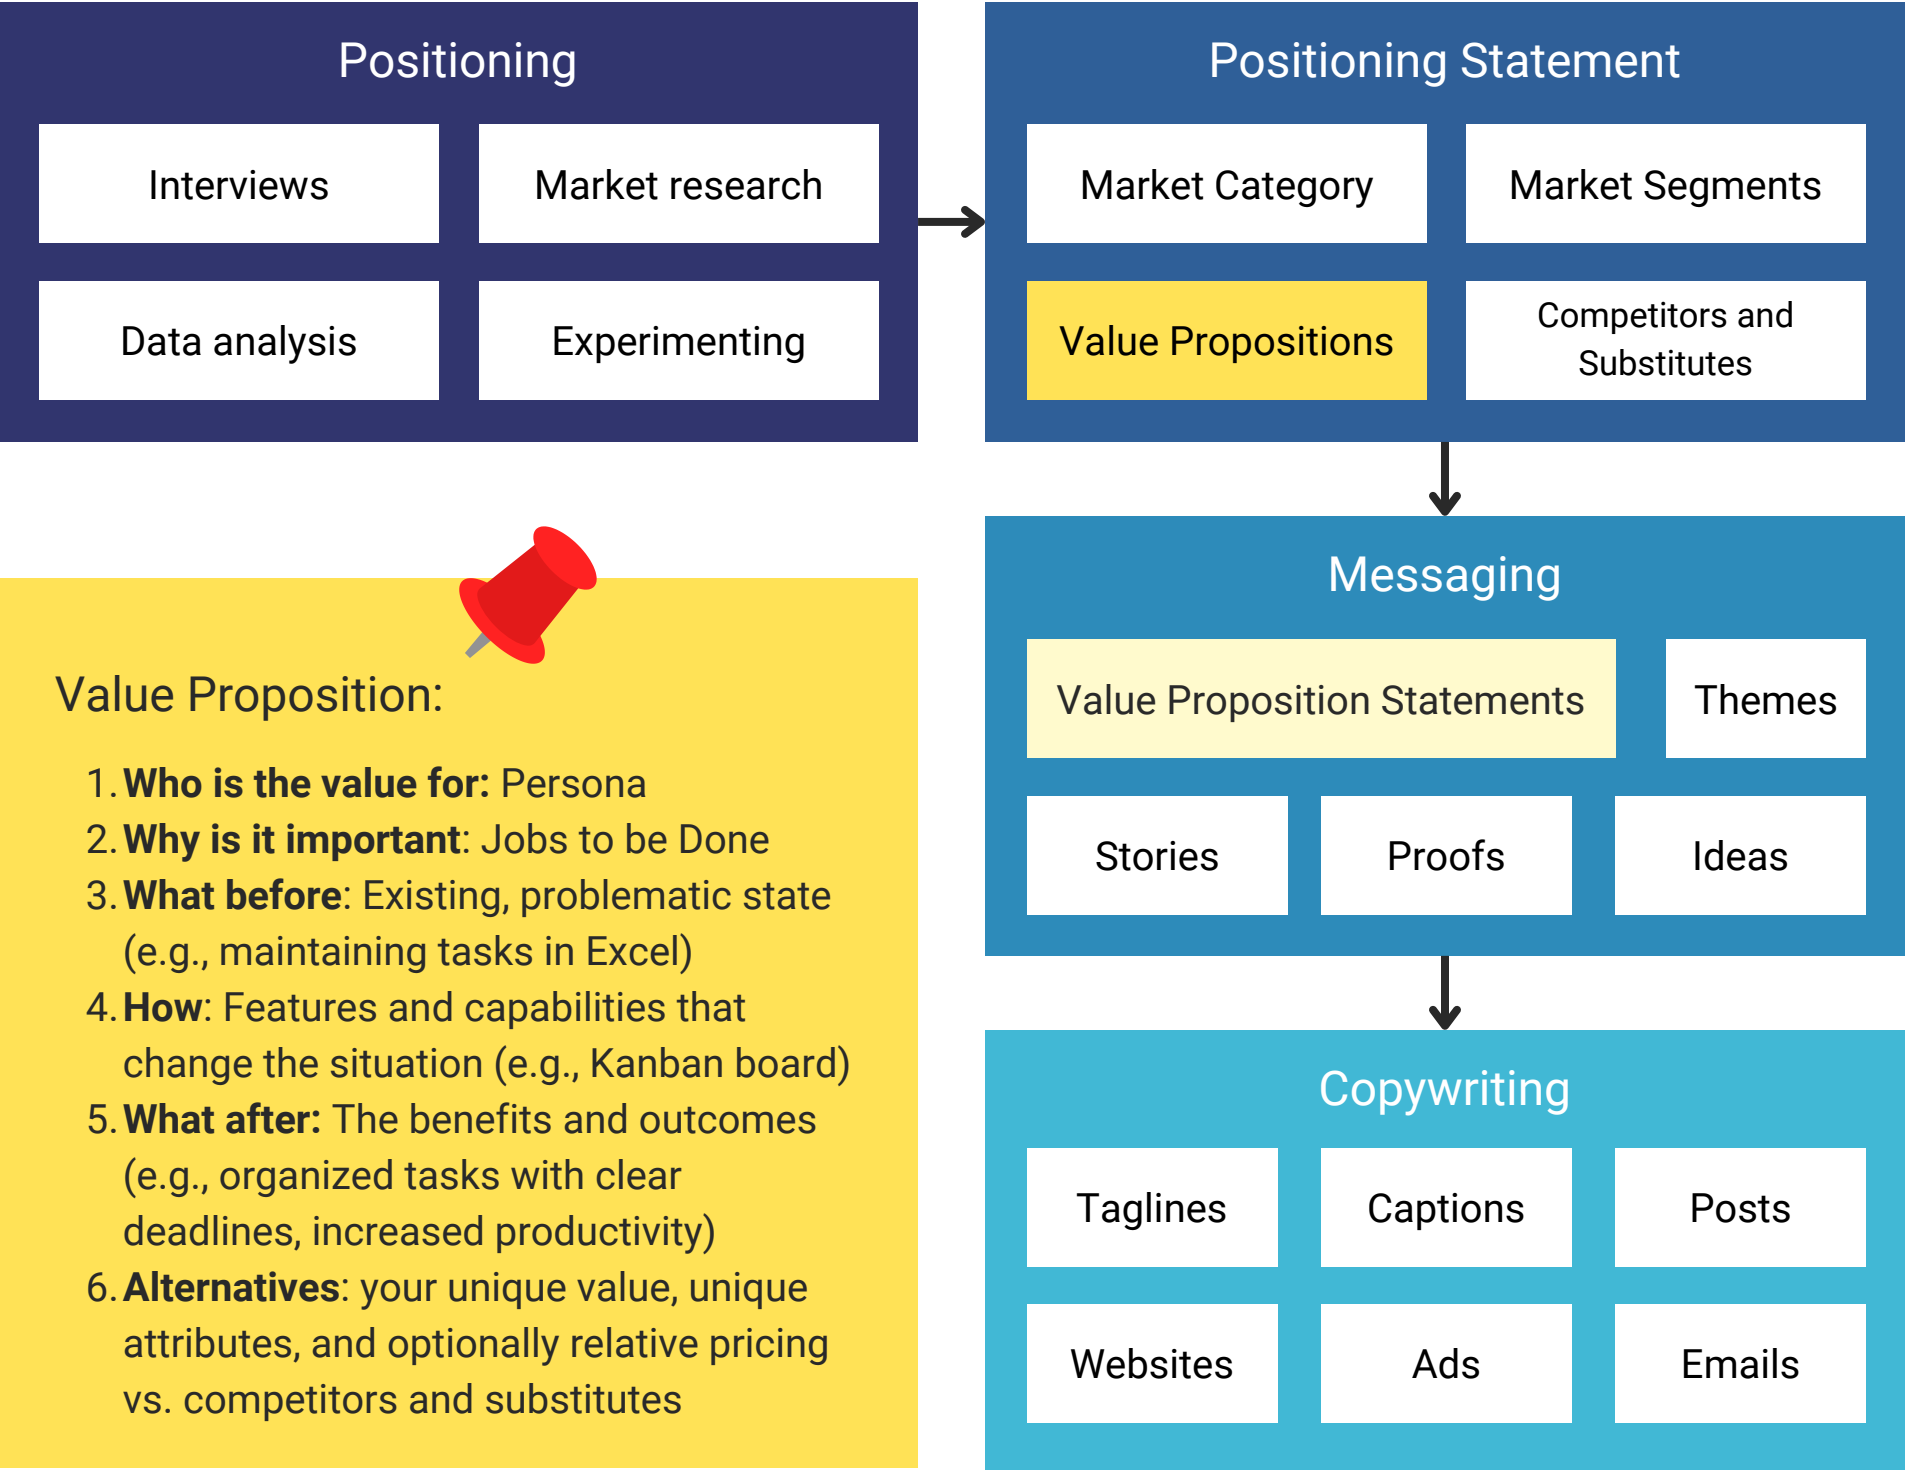 Positioning
Interviews
Market research
Data analysis
Experimenting
Positioning Statement
Market Category
Market Segments
Value Propositions
Competitors and
Substitutes
Messaging
Value Proposition Statements
Themes
Stories
Proofs
Ideas
Copywriting
Taglines
Captions
Posts
Websites
Ads
Emails
Value Proposition:
1. Who is the value for: Persona
2. Why is it important: Jobs to be Done
3. What before: Existing, problematic state
(e.g., maintaining tasks in Excel)
4. How: Features and capabilities that
change the situation (e.g., Kanban board)
5. What after: The benefits and outcomes
(e.g., organized tasks with clear
deadlines, increased productivity)
6. Alternatives: your unique value, unique
attributes, and optionally relative pricing
vs. competitors and substitutes